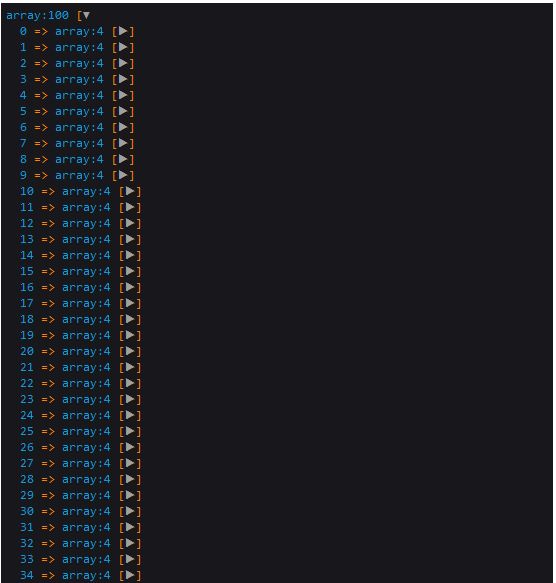 array:100 [▼
  0 => array:4 [▶]
  1 => array:4 [▶]
  2 => array:4 [▶]
  3 => array:4 [▶]
  4 => array:4 [▶]
  5 => array:4 [▶]
  6 => array:4 [▶]
  7 => array:4 [▶]
  8 => array:4 [▶]
  9 => array:4 [▶]
  10 => array:4 [▶]
  11 => array:4 [▶]
  12 => array:4 [▶]
  13 => array:4 [▶]
  14 => array:4 [▶]
  15 => array:4 [▶]
  16 => array:4 [▶]
  17 => array:4 [▶]
  18 => array:4 [▶]
  19 => array:4 [▶]
  20 => array:4 [▶]
  21 => array:4 [▶]
  22 => array:4 [▶]
  23 => array:4 [▶]
  24 => array:4 [▶]
  25 => array:4 [▶]
  26 => array:4 [▶]
  27 => array:4 [▶]
  28 => array:4 [▶]
  29 => array:4 [▶]
  30 => array:4 [▶]
  31 => array:4 [▶]
  32 => array:4 [▶]
  33 => array:4 [▶]
  34 => array:4 [▶]